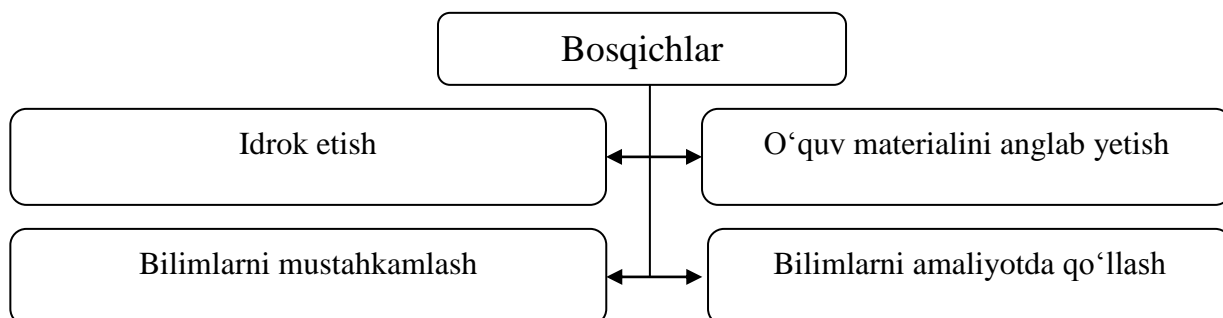 Bosqichlar
Idrok etish
O‘quv materialini anglab yetish
Bilimlarni mustahkamlash
Bilimlarni amaliyotda qo‘llash